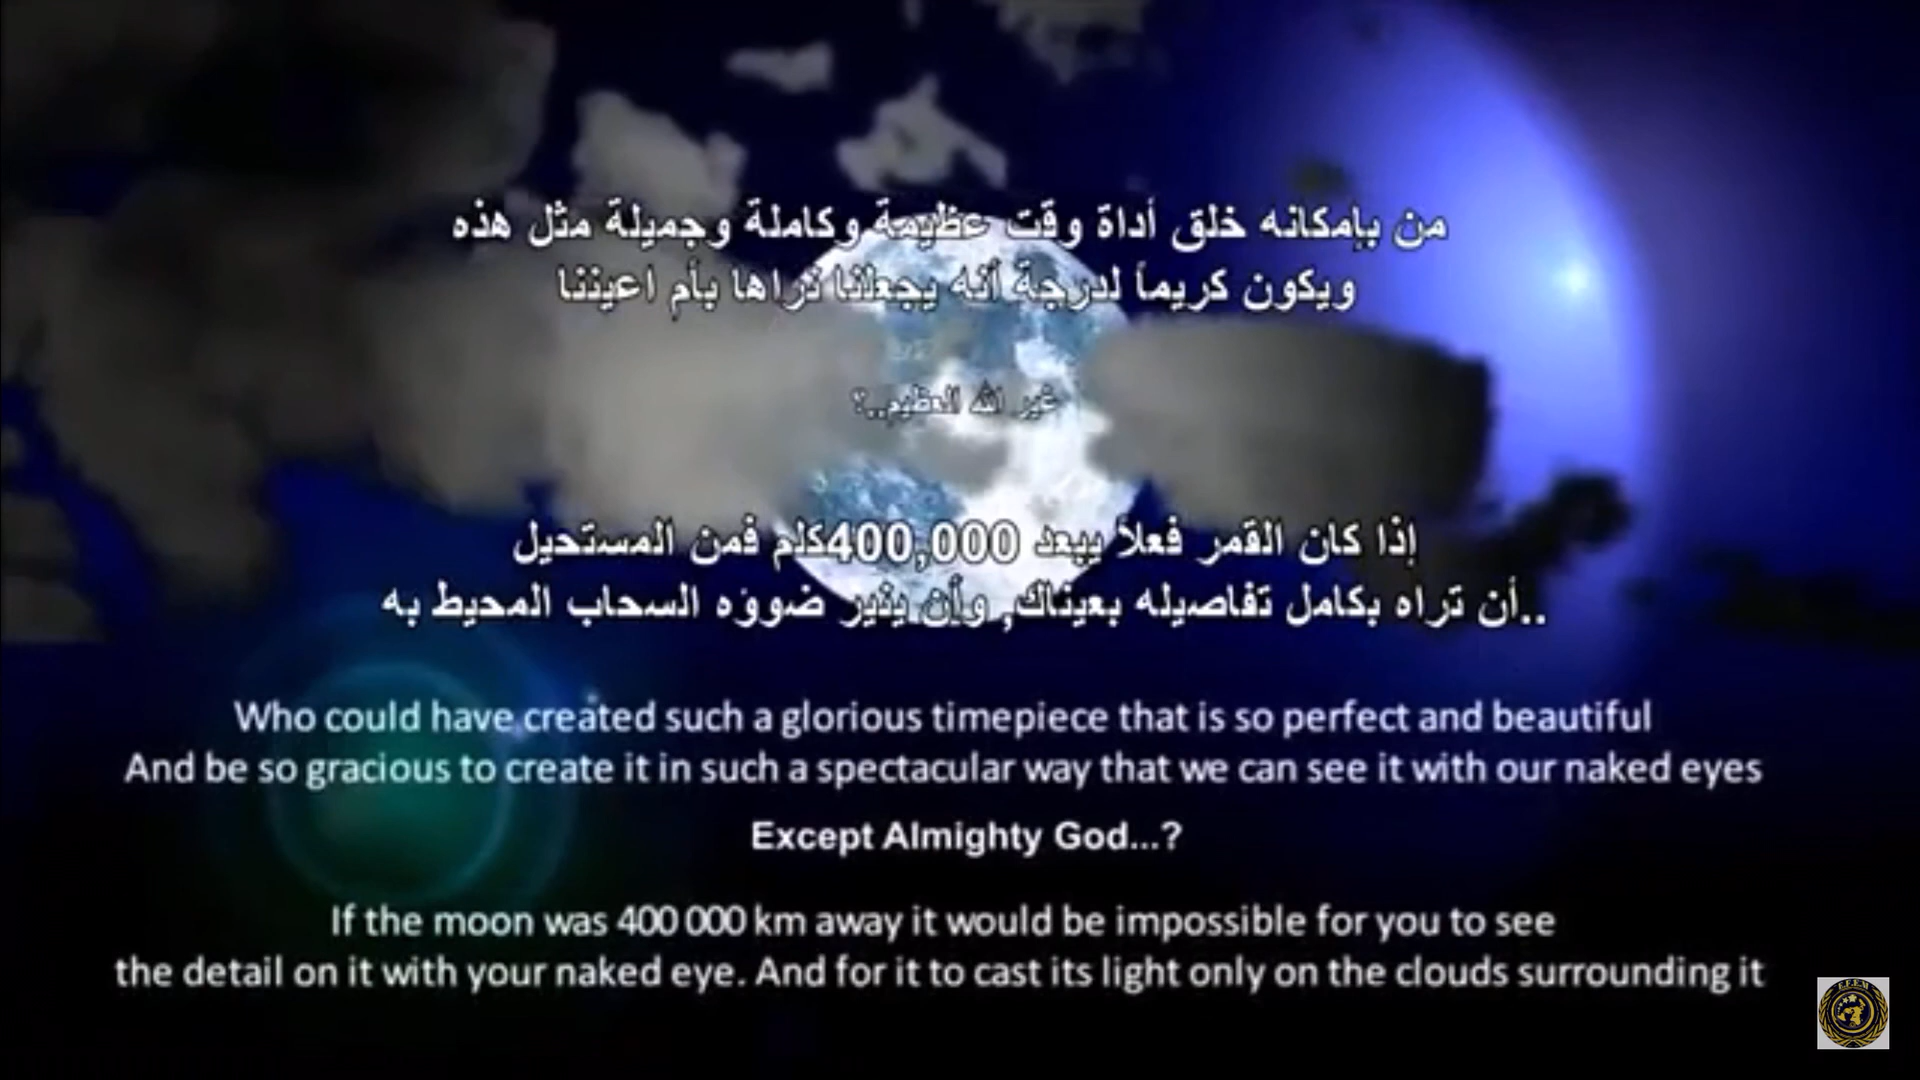 من بإمكانه خلق أداة وقت عظيمة وكاملة وجميلة مثل هذه
ويكون كريماً لدرجة أنه يجعلنا نراها بأم اعيننا
غير الله العظيم..؟
إذا كان القمر فعلاً يبعد 400,000كلم فمن المستحيل
أن تراه بكامل تفاصيله بعيناك, وأن ينير ضووؤه السحاب المحيط به..
Who could have created such a glorious timepiece that is so perfect and beautiful
And be so gracious to create it in such a spectacular way that we can see it with our naked eyes
Except Almighty God...?
If the moon was 400 000 km away it would be impossible for you to see
the detail on it with your naked eye. And for it to cast its light only on the clouds surrounding it